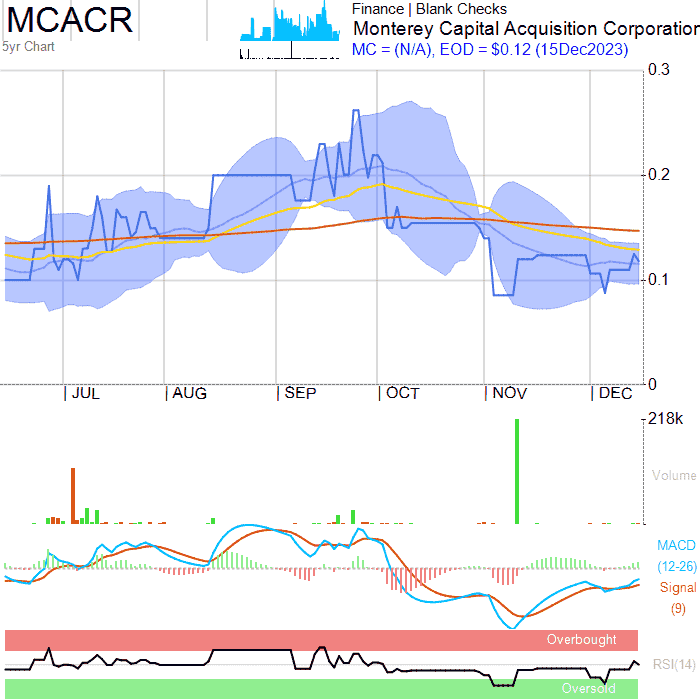 MCACR
5yr Chart
Finance | Blank Checks
Monterey Capital Acquisition Corporation
MC = (N/A), EOD = $0.12 (15Dec2023)
0.3
0.2
0.1
0
JUL
AUG
SEP
OCT
NOV
DEC
218k
Volume
MACD
(12-26)
Signal
(9)
Overbought
RSI(14)
Oversold